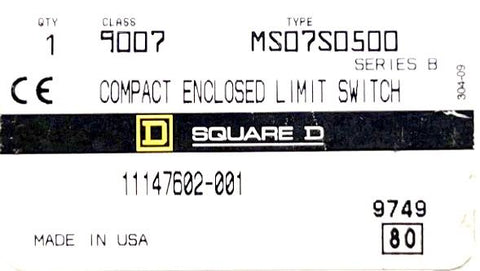 QTY CLASS TYPE
1 9007 MS07S0500
SERIES B
CE COMPACT ENCLOSED LIMIT SWITCH
304-09
D SQUARE D
11147602-001
9749
MADE IN USA 80